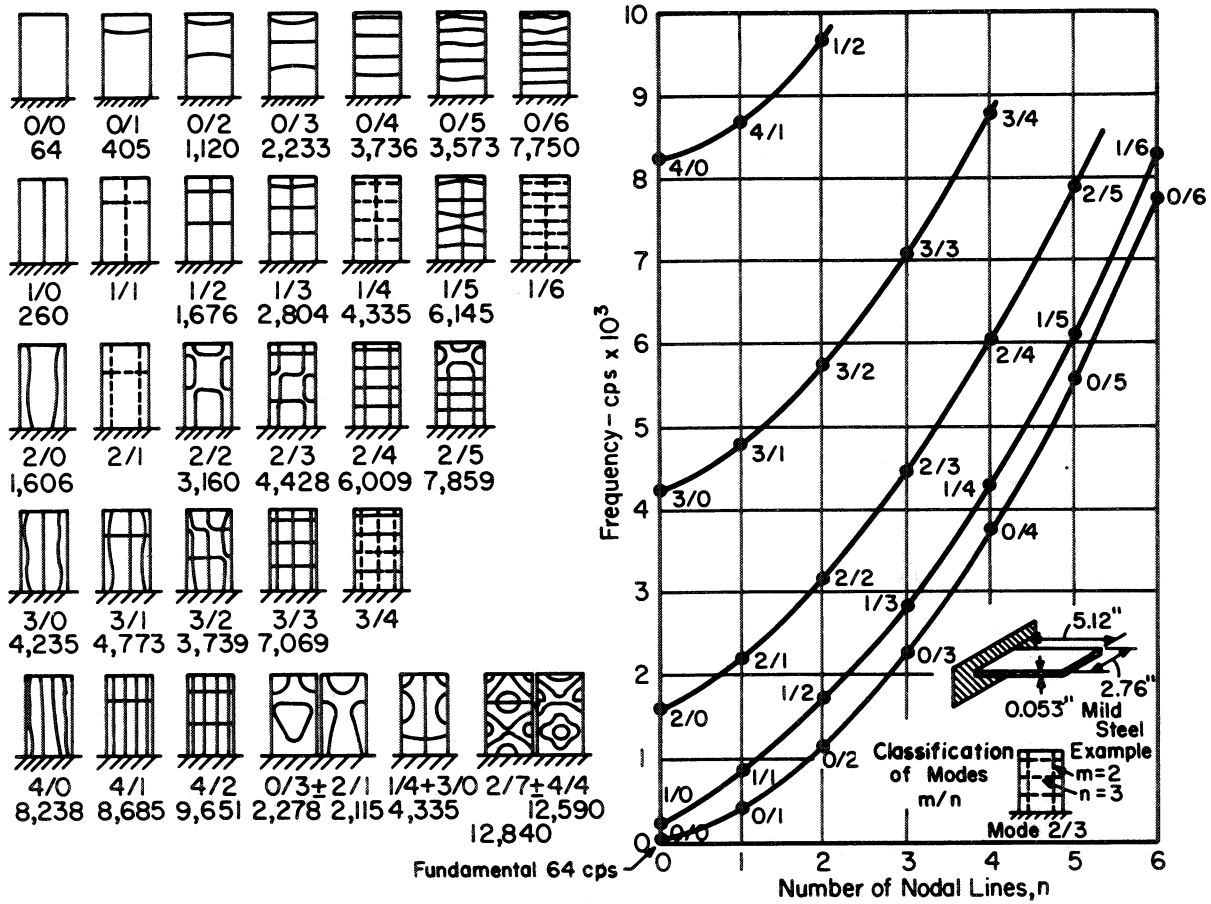 0/0 0/1 0/2 0/3 0/4 0/5 0/6
64 405 1,120 2,233 3,736 3,573 7,750
1/0 1/1 1/2 1/3 1/4 1/5 1/6
260 1,676 2,804 4,335 6,145
2/0 2/1 2/2 2/3 2/4 2/5
1,606 3,160 4,428 6,009 7,859
3/0 3/1 3/2 3/3 3/4
4,235 4,773 3,739 7,069
4/0 4/1 4/2 0/3± 2/1 1/4+3/0 2/7± 4/4
8,238 8,685 9,651 2,278 2,115 4,335 12,590
12,840
Fundamental 64 cps
Frequency – cps x 10³
10
9
8
7
6
5
4
3
2
1
0
0 1 2 3 4 5 6
Number of Nodal Lines, n
1/2
4/1
4/0
3/4
3/3
3/2
3/1
3/0
2/5
2/4
2/3
2/2
2/1
2/0
1/6
1/5
1/4
1/3
1/2
1/1
1/0
0/6
0/5
0/4
0/3
0/2
0/1
0/0
5.12"
2.76"
0.053"
Mild
Steel
Example
Classification
of Modes
m/n
m=2
n=3
Mode 2/3